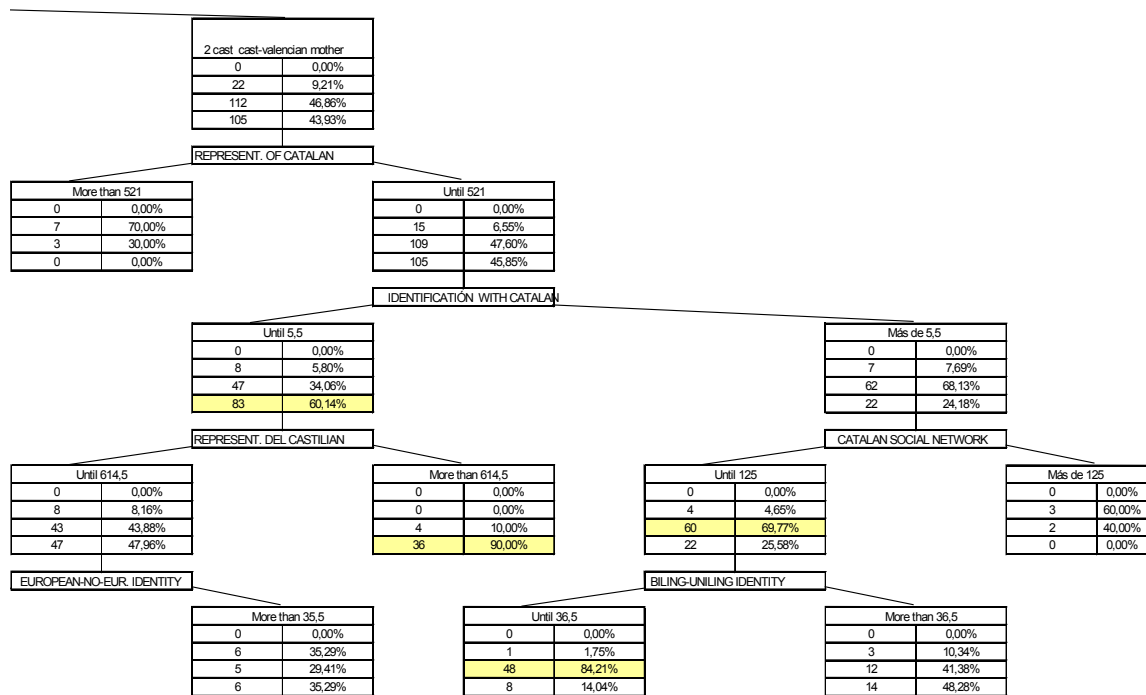 2 cast cast-valencian mother
0 0,00%
22 9,21%
112 46,86%
105 43,93%
REPRESENT. OF CATALAN
More than 521
0 0,00%
7 70,00%
3 30,00%
0 0,00%
Until 521
0 0,00%
15 6,55%
109 47,60%
105 45,85%
IDENTIFICATIÓN WITH CATALAN
Until 5,5
0 0,00%
8 5,80%
47 34,06%
83 60,14%
Más de 5,5
0 0,00%
7 7,69%
62 68,13%
22 24,18%
REPRESENT. DEL CASTILIAN
CATALAN SOCIAL NETWORK
Until 614,5
0 0,00%
8 8,16%
43 43,88%
47 47,96%
More than 614,5
0 0,00%
0 0,00%
4 10,00%
36 90,00%
Until 125
0 0,00%
4 4,65%
60 69,77%
22 25,58%
Más de 125
0 0,00%
3 60,00%
2 40,00%
0 0,00%
EUROPEAN-NO-EUR. IDENTITY
BILING-UNILING IDENTITY
More than 35,5
0 0,00%
6 35,29%
5 29,41%
6 35,29%
Until 36,5
0 0,00%
1 1,75%
48 84,21%
8 14,04%
More than 36,5
0 0,00%
3 10,34%
12 41,38%
14 48,28%